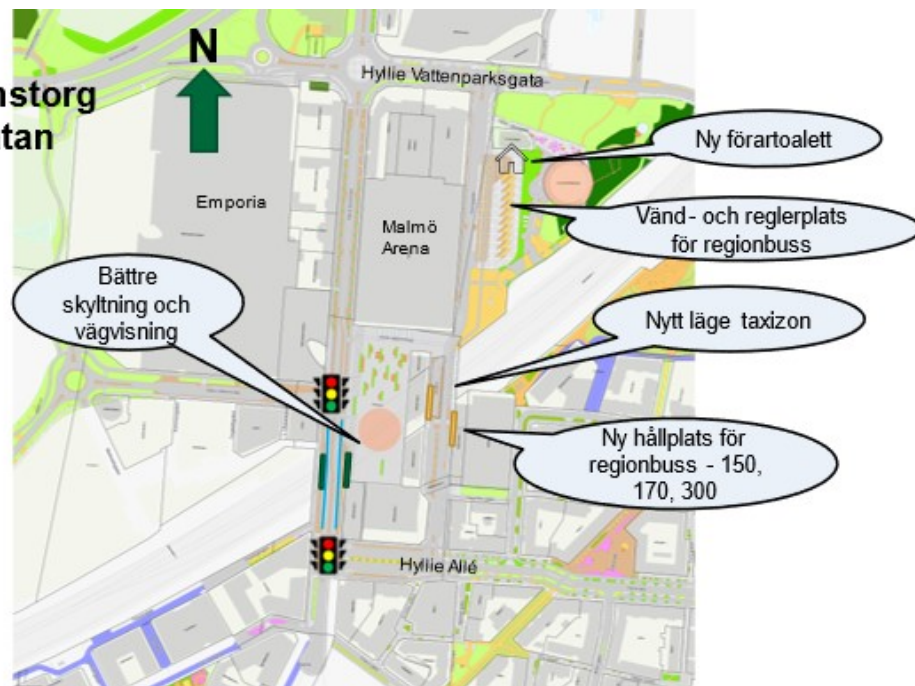 N
nstorg
tan
Hyllie Vattenparksgata
Ny förartoalett
Emporia
Vänd- och reglerplats
för regionbuss
Malmö
Arena
Bättre
skyltning och
vägvisning
Nytt läge taxizon
Ny hållplats för
regionbuss - 150,
170, 300
Hyllie Allé